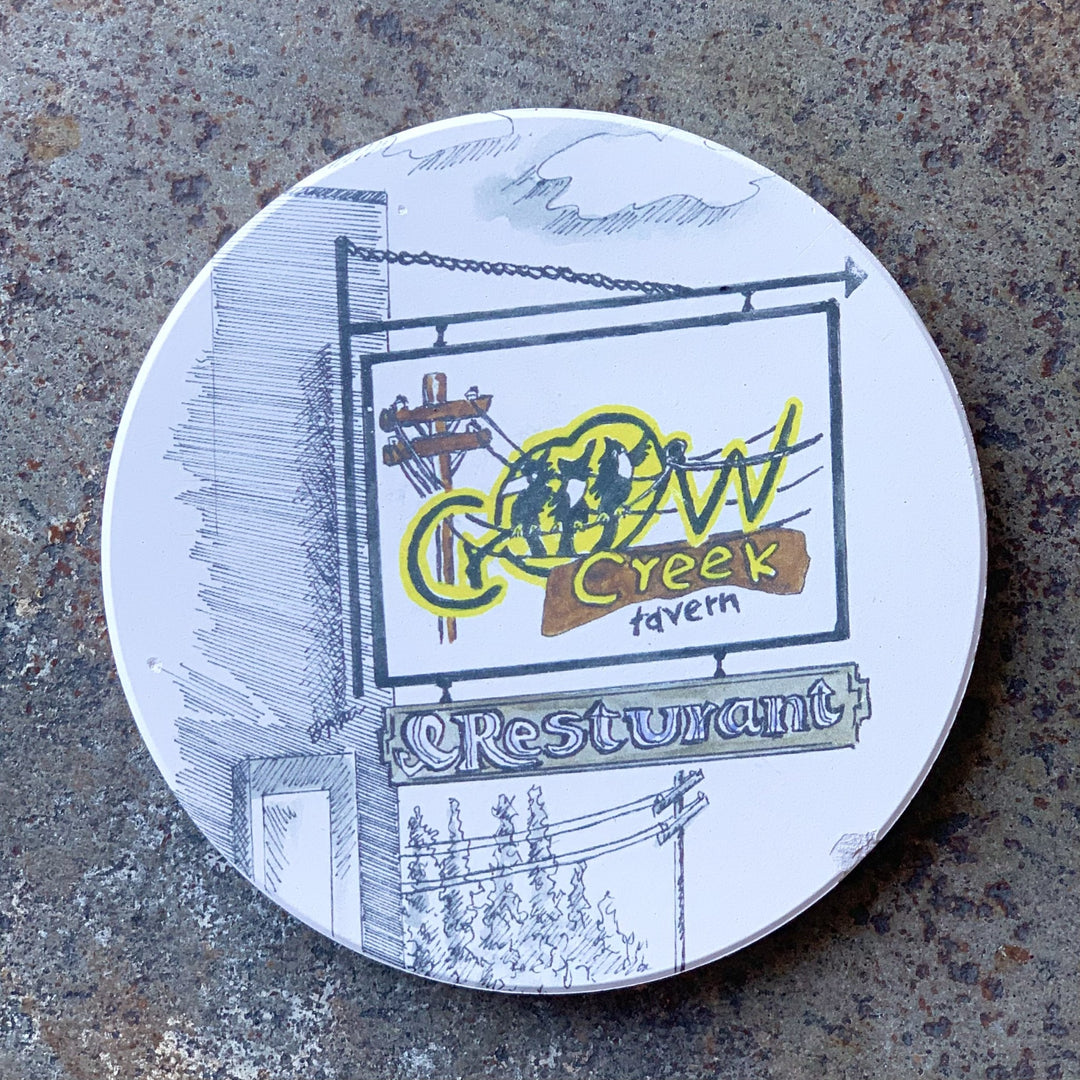 Crow
Creek
tavern
& Resturant